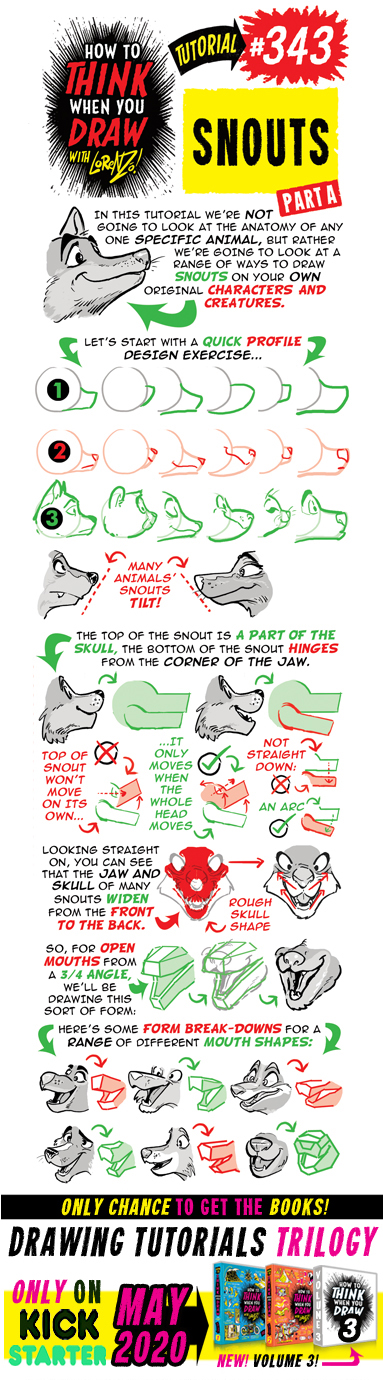 HOW TO
THINK
WHEN YOU
DRAW
WITH LORENZO!
TUTORIAL
#343
SNOUTS
PART A
IN THIS TUTORIAL WE'RE NOT
GOING TO LOOK AT THE ANATOMY OF ANY
ONE SPECIFIC ANIMAL, BUT RATHER
WE'RE GOING TO LOOK AT A
RANGE OF WAYS TO DRAW
SNOUTS ON YOUR OWN
ORIGINAL CHARACTERS AND
CREATURES.
LET'S START WITH A QUICK PROFILE
DESIGN EXERCISE...
1
2
3
MANY
ANIMALS'
SNOUTS
TILT!
THE TOP OF THE SNOUT IS A PART OF THE
SKULL, THE BOTTOM OF THE SNOUT HINGES
FROM THE CORNER OF THE JAW.
TOP OF
SNOUT
WON'T
MOVE
ON ITS
OWN...
...IT
ONLY
MOVES
WHEN
THE
WHOLE
HEAD
MOVES
NOT
STRAIGHT
DOWN:
AN ARC
LOOKING STRAIGHT
ON, YOU CAN SEE
THAT THE JAW AND
SKULL OF MANY
SNOUTS WIDEN
FROM THE FRONT
TO THE BACK.
ROUGH
SKULL
SHAPE
SO, FOR OPEN
MOUTHS FROM
A 3/4 ANGLE,
WE'LL BE
DRAWING THIS
SORT OF FORM:
HERE'S SOME FORM BREAK-DOWNS FOR A
RANGE OF DIFFERENT MOUTH SHAPES:
ONLY CHANCE TO GET THE BOOKS!
DRAWING TUTORIALS TRILOGY
ONLY ON
KICK
STARTER
MAY
2020
VOLUME 3
HOW TO
THINK
WHEN YOU
DRAW
3
NEW! VOLUME 3!